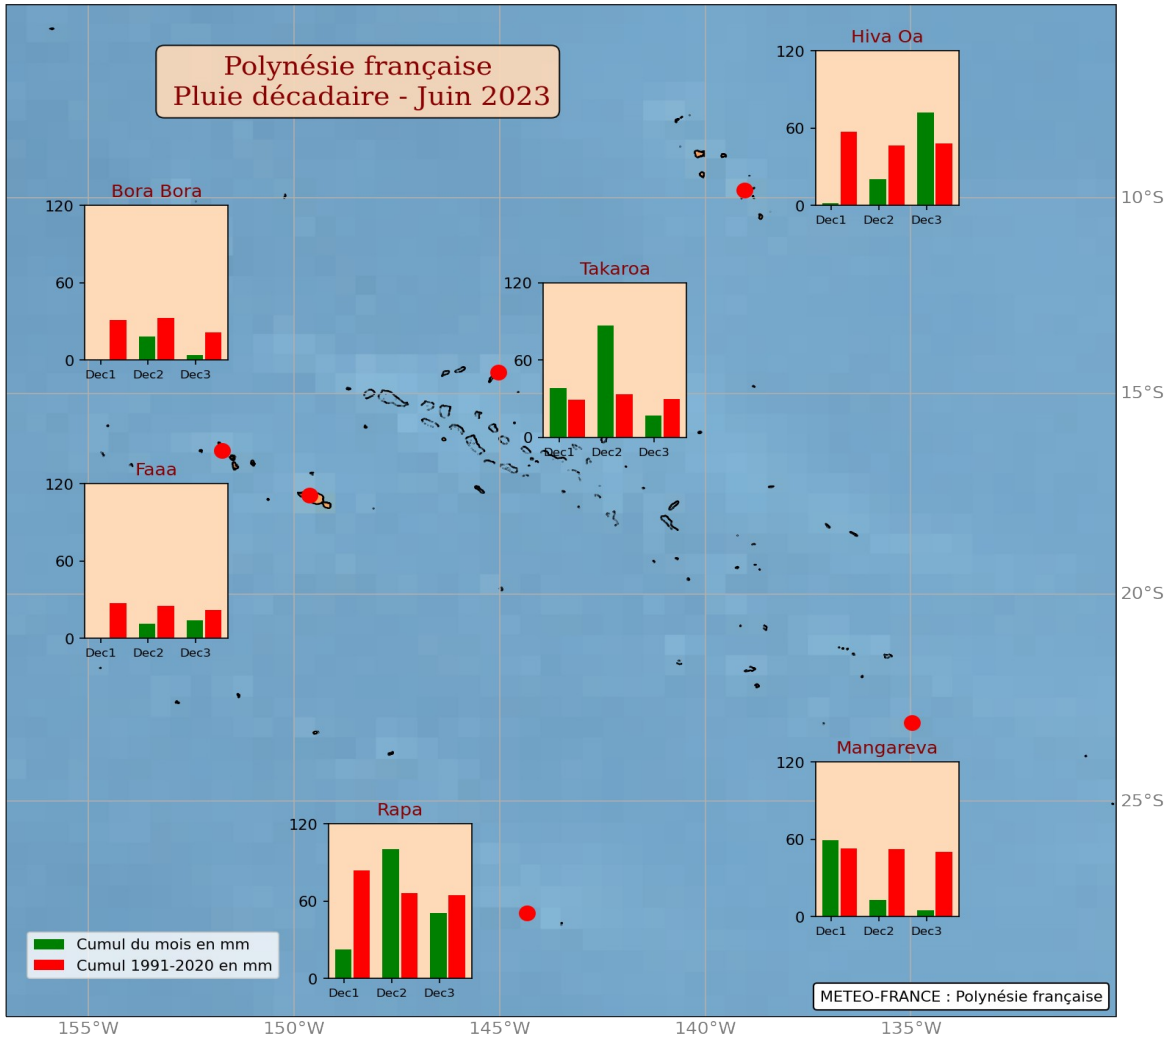 Polynésie française
Pluie décadaire - Juin 2023
Hiva Oa
120
60
0
Dec1 Dec2 Dec3
10°S
Bora Bora
120
60
0
Dec1 Dec2 Dec3
Takaroa
120
60
0
Dec1 Dec2 Dec3
15°S
Faaa
120
60
0
Dec1 Dec2 Dec3
20°S
Mangareva
120
60
0
Dec1 Dec2 Dec3
25°S
Rapa
120
60
0
Dec1 Dec2 Dec3
Cumul du mois en mm
Cumul 1991-2020 en mm
METEO-FRANCE : Polynésie française
155°W 150°W 145°W 140°W 135°W